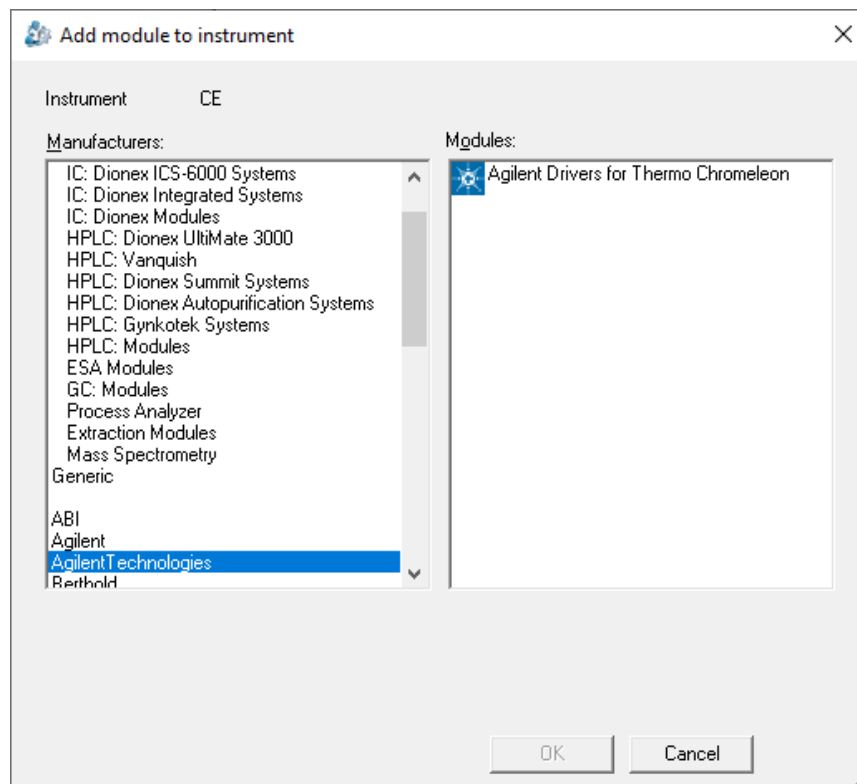 Add module to instrument
Instrument CE
Manufacturers:
IC: Dionex ICS-6000 Systems
IC: Dionex Integrated Systems
IC: Dionex Modules
HPLC: Dionex UltiMate 3000
HPLC: Vanquish
HPLC: Dionex Summit Systems
HPLC: Dionex Autopurification Systems
HPLC: Gynkotek Systems
HPLC: Modules
ESA Modules
GC: Modules
Process Analyzer
Extraction Modules
Mass Spectrometry
Generic
ABI
Agilent
AgilentTechnologies
Berthold
Modules:
Agilent Drivers for Thermo Chromeleon
OK
Cancel